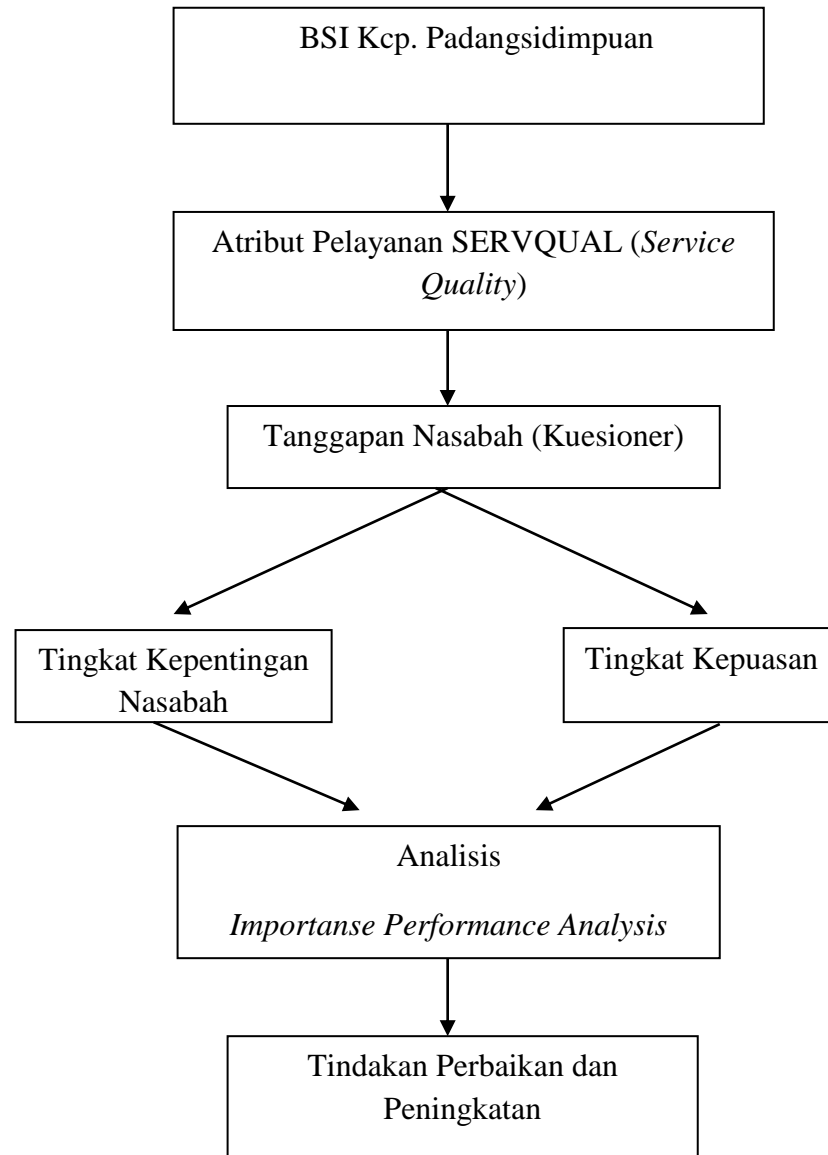 BSI Kcp. Padangsidimpuan
Atribut Pelayanan SERVQUAL (Service
Quality)
Tanggapan Nasabah (Kuesioner)
Tingkat Kepentingan
Nasabah
Tingkat Kepuasan
Analisis
Importanse Performance Analysis
Tindakan Perbaikan dan
Peningkatan